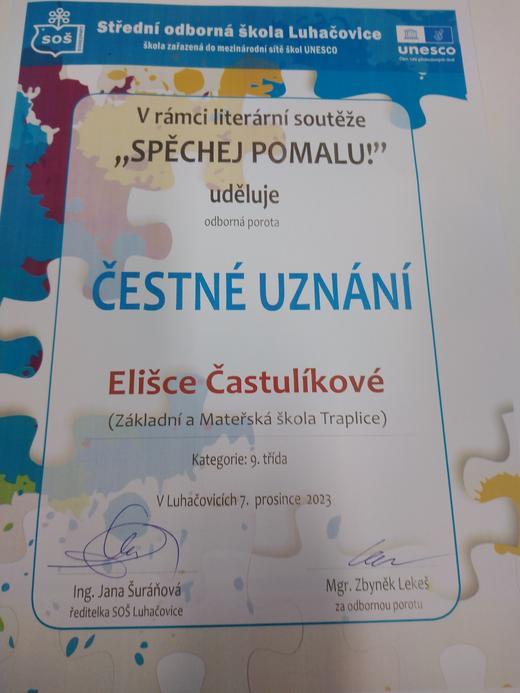 SOŠ
Střední odborná škola Luhačovice
škola zařazená do mezinárodní sítě škol UNESCO
unesco
V rámci literární soutěže
„SPĚCHEJ POMALU!”
uděluje
odborná porota
ČESTNÉ UZNÁNÍ
Elišce Častulíkové
(Základní a Mateřská škola Traplice)
Kategorie: 9. třída
V Luhačovicích 7. prosince 2023
Ing. Jana Šuráňová
ředitelka SOŠ Luhačovice
Mgr. Zbyněk Lekeš
za odbornou porotu